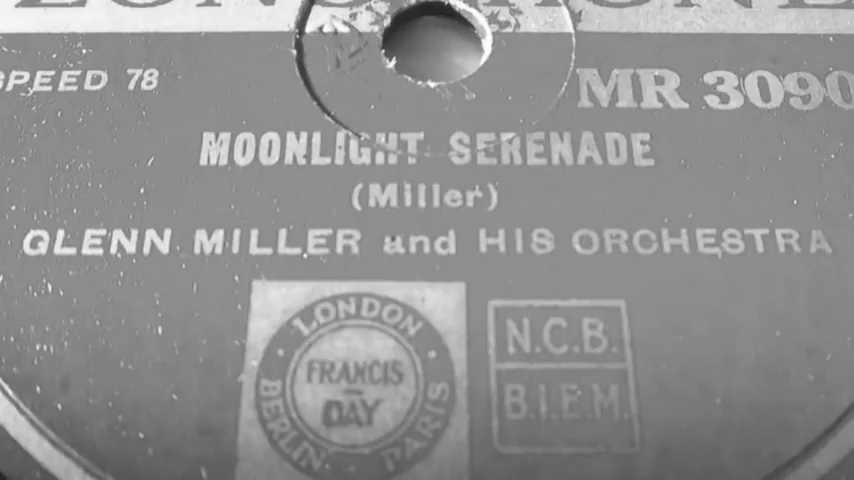 SPEED 78
MR 3090
MOONLIGHT SERENADE
(Miller)
GLENN MILLER and HIS ORCHESTRA
LONDON
FRANCIS
DAY
BERLIN
PARIS
N.C.B.
B.I.E.M.